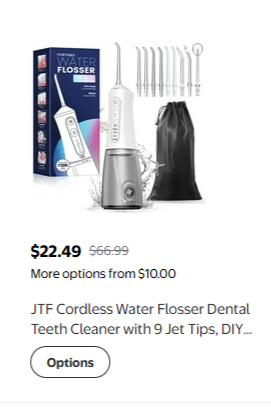 PORTABLE
WATER
FLOSSER
$22.49 $66.99
More options from $10.00
JTF Cordless Water Flosser Dental
Teeth Cleaner with 9 Jet Tips, DIY...
Options